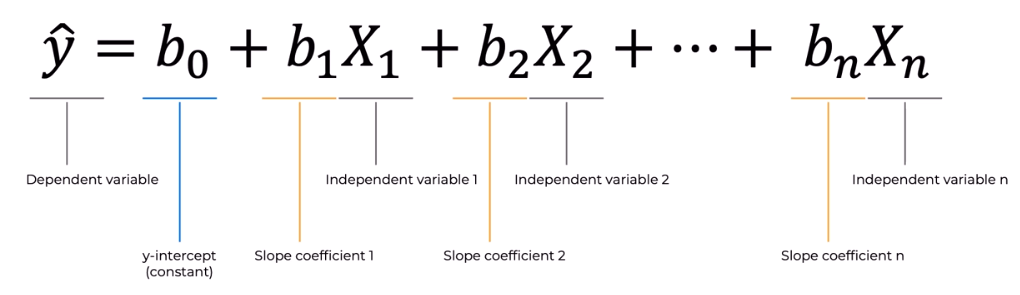 ŷ = b₀ + b₁X₁ + b₂X₂ + ⋯ + bₙXₙ
Dependent variable
Independent variable 1
Independent variable 2
Independent variable n
y-intercept
(constant)
Slope coefficient 1
Slope coefficient 2
Slope coefficient n